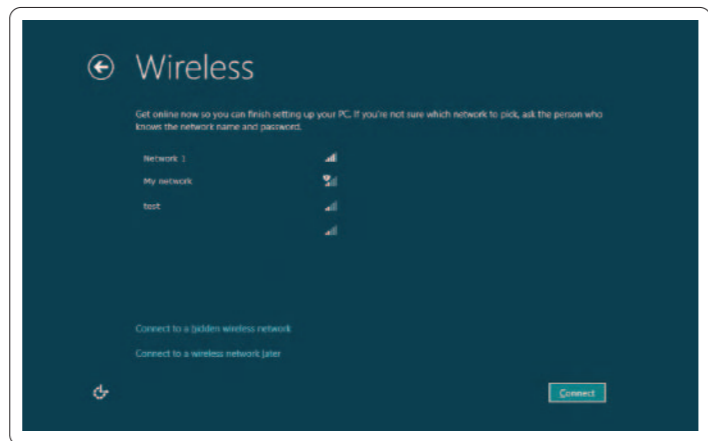 Wireless
Get online now so you can finish setting up your PC. If you're not sure which network to pick, ask the person who
knows the network name and password.
Network 1
My network
test
Connect to a hidden wireless network
Connect to a wireless network later
Connect